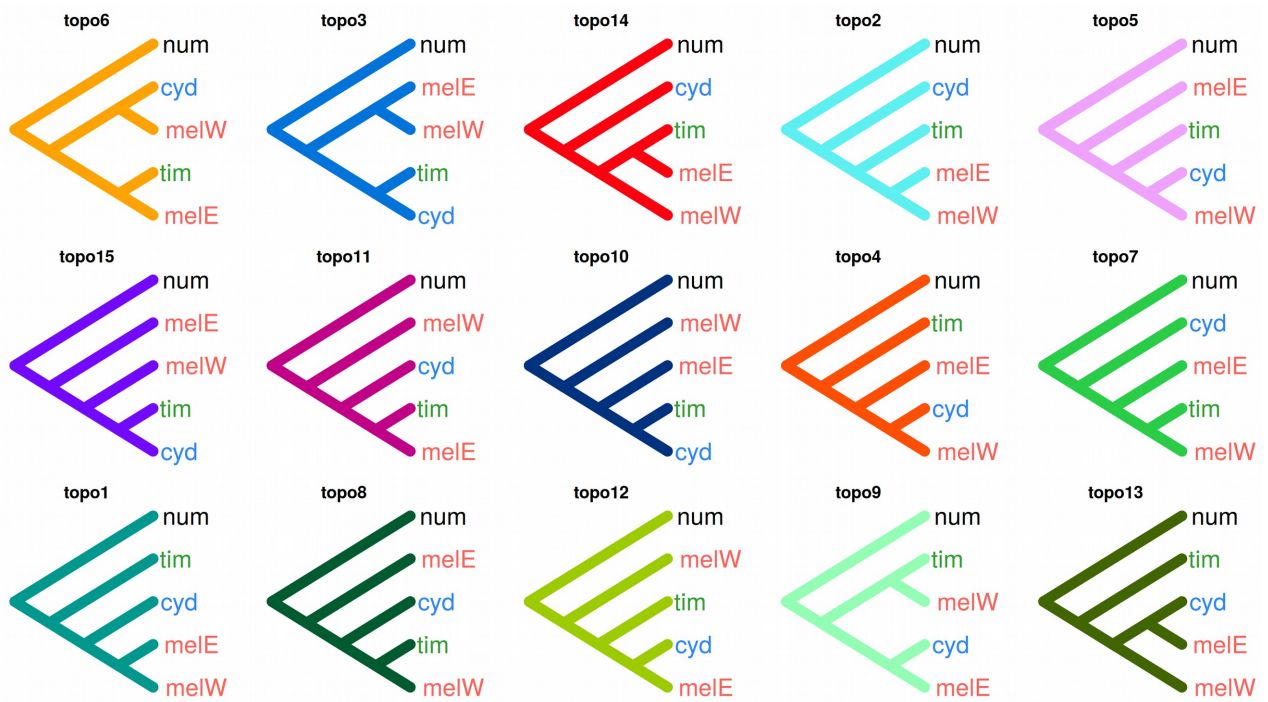 topo6 topo3 topo14 topo2 topo5
num num num num num
cyd melE cyd cyd melE
melW melW tim tim tim
tim tim melE melE cyd
melE cyd melW melW melW
topo15 topo11 topo10 topo4 topo7
num num num num num
melE melW melW tim cyd
melW cyd melE melE melE
tim tim tim cyd tim
cyd melE cyd melW melW
topo1 topo8 topo12 topo9 topo13
num num num num num
tim melE melW tim tim
cyd cyd tim melW cyd
melE tim cyd cyd melE
melW melW melE melE melW